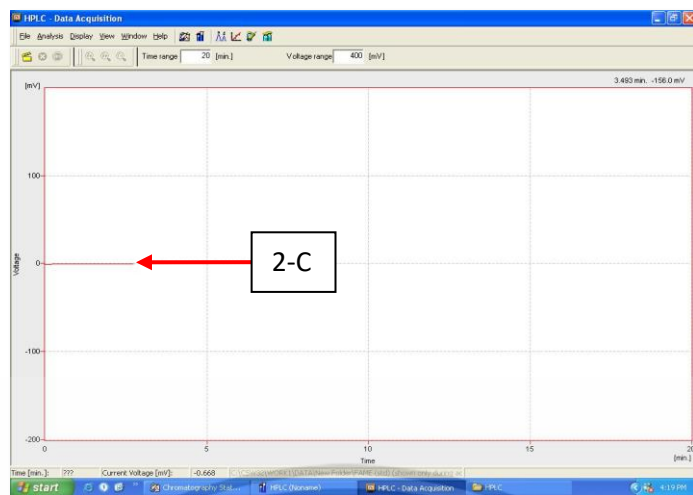 HPLC - Data Acquisition
File Analysis Display View Window Help
Time range 20 [min.] Voltage range 400 [mV]
3.493 min. -156.0 mV
[mV]
100
0
-100
-200
Voltage
2-C
0 5 10 15 20
Time [min.]
Time [min.]: ??? Current Voltage [mV]: -0.668
start Chromatography Stat... HPLC (Noname) HPLC - Data Acquisition HPLC 4:19 PM